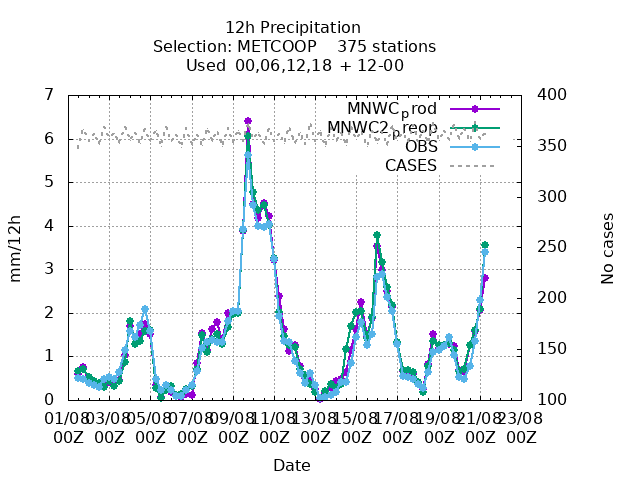 12h Precipitation
Selection: METCOOP    375 stations
Used  00,06,12,18  + 12-00
mm/12h
No cases
7
6
5
4
3
2
1
0
400
350
300
250
200
150
100
MNWCprod
MNWC2preop
OBS
CASES
01/08 03/08 05/08 07/08 09/08 11/08 13/08 15/08 17/08 19/08 21/08 23/08
00Z 00Z 00Z 00Z 00Z 00Z 00Z 00Z 00Z 00Z 00Z 00Z
Date